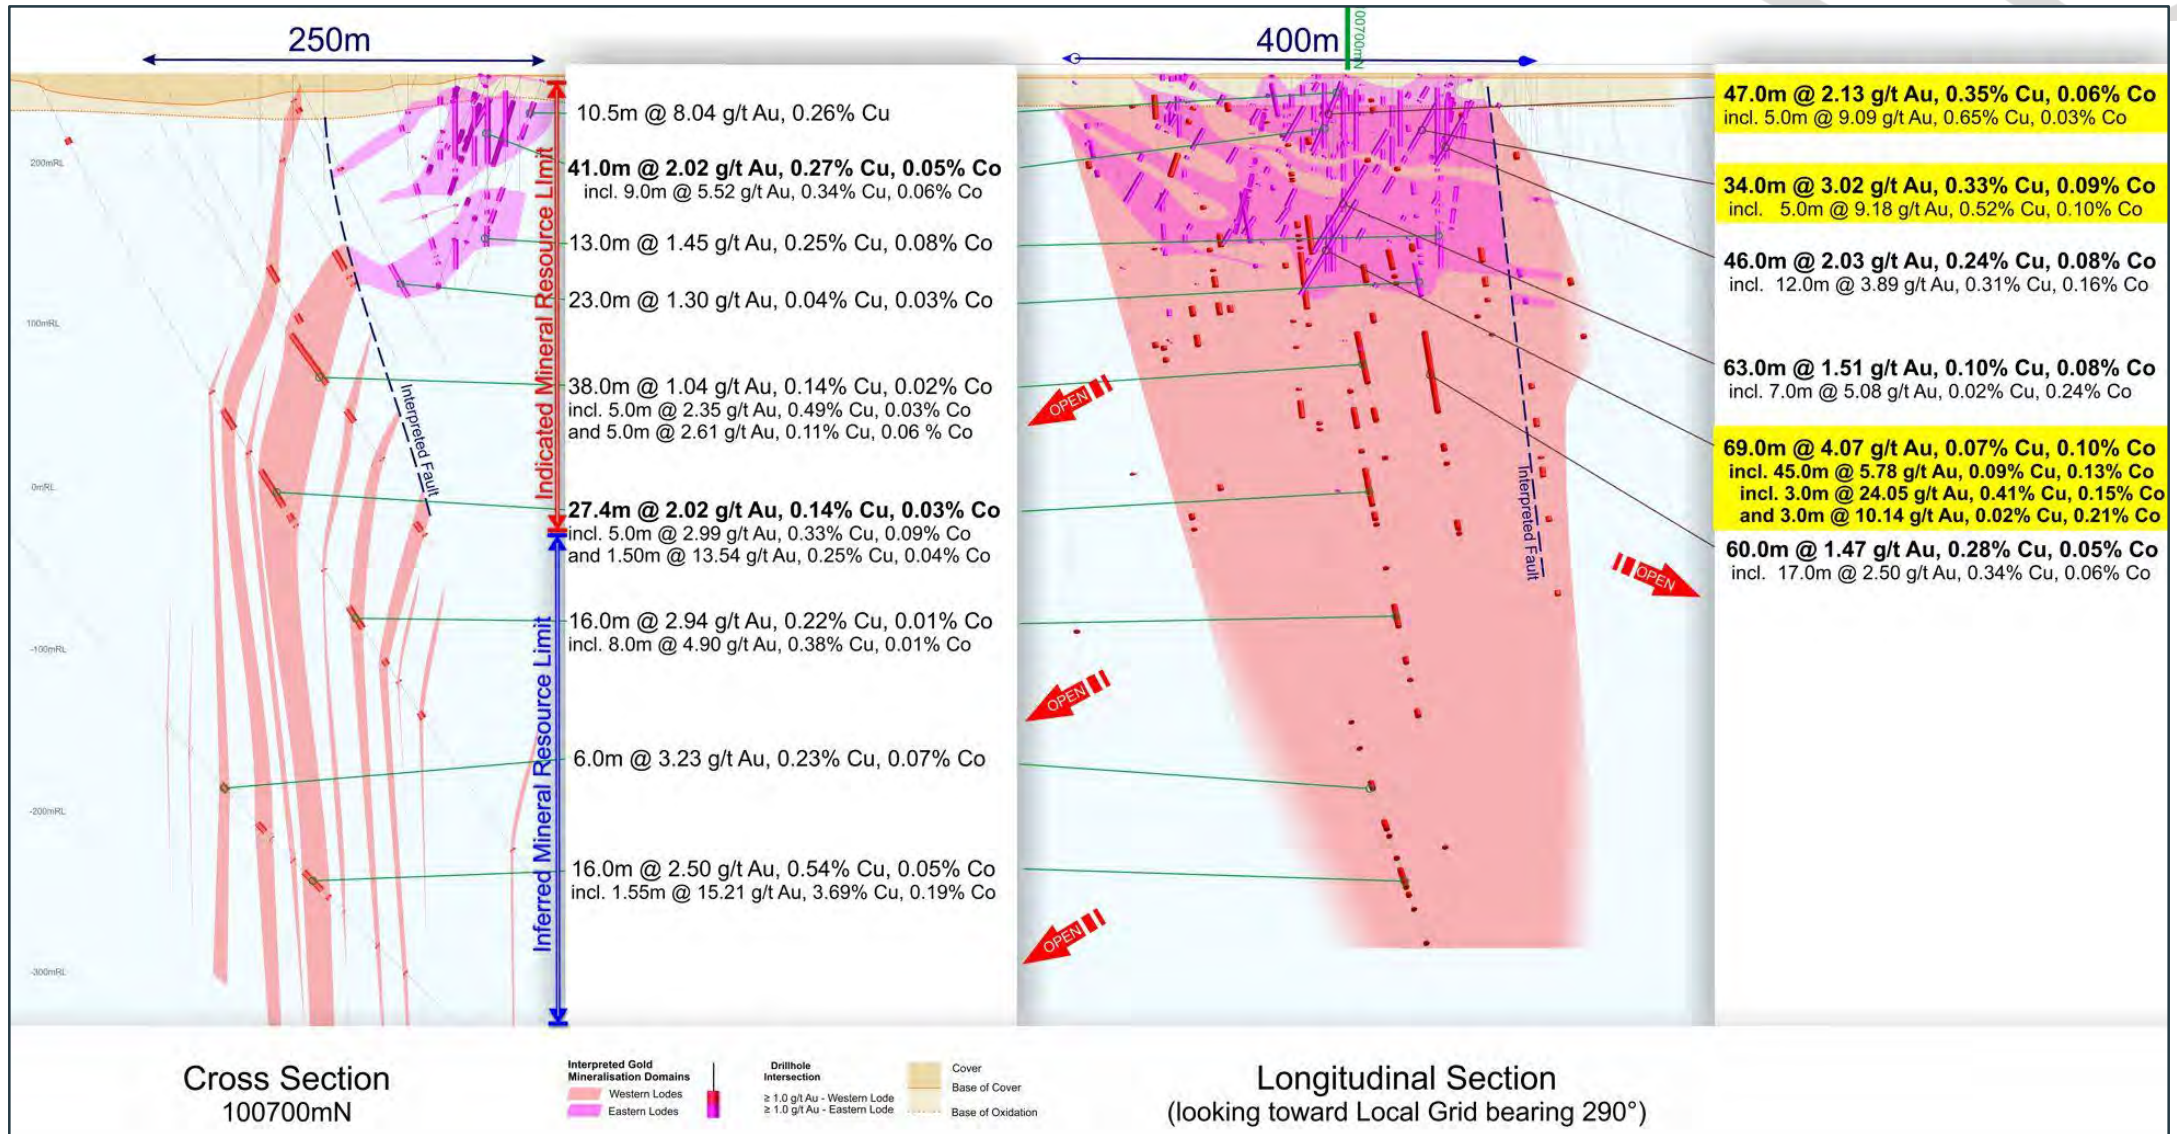 250m
10.5m @ 8.04 g/t Au, 0.26% Cu
41.0m @ 2.02 g/t Au, 0.27% Cu, 0.05% Co
incl. 9.0m @ 5.52 g/t Au, 0.34% Cu, 0.06% Co
13.0m @ 1.45 g/t Au, 0.25% Cu, 0.08% Co
23.0m @ 1.30 g/t Au, 0.04% Cu, 0.03% Co
38.0m @ 1.04 g/t Au, 0.14% Cu, 0.02% Co
incl. 5.0m @ 2.35 g/t Au, 0.49% Cu, 0.03% Co
and 5.0m @ 2.61 g/t Au, 0.11% Cu, 0.06 % Co
27.4m @ 2.02 g/t Au, 0.14% Cu, 0.03% Co
incl. 5.0m @ 2.99 g/t Au, 0.33% Cu, 0.09% Co
and 1.50m @ 13.54 g/t Au, 0.25% Cu, 0.04% Co
16.0m @ 2.94 g/t Au, 0.22% Cu, 0.01% Co
incl. 8.0m @ 4.90 g/t Au, 0.38% Cu, 0.01% Co
6.0m @ 3.23 g/t Au, 0.23% Cu, 0.07% Co
16.0m @ 2.50 g/t Au, 0.54% Cu, 0.05% Co
incl. 1.55m @ 15.21 g/t Au, 3.69% Cu, 0.19% Co
200mRL
100mRL
0mRL
-100mRL
-200mRL
-300mRL
Interpreted Fault
Indicated Mineral Resource Limit
Inferred Mineral Resource Limit
400m
00700mN
OPEN
OPEN
OPEN
OPEN
Interpreted Fault
47.0m @ 2.13 g/t Au, 0.35% Cu, 0.06% Co
incl. 5.0m @ 9.09 g/t Au, 0.65% Cu, 0.03% Co
34.0m @ 3.02 g/t Au, 0.33% Cu, 0.09% Co
incl. 5.0m @ 9.18 g/t Au, 0.52% Cu, 0.10% Co
46.0m @ 2.03 g/t Au, 0.24% Cu, 0.08% Co
incl. 12.0m @ 3.89 g/t Au, 0.31% Cu, 0.16% Co
63.0m @ 1.51 g/t Au, 0.10% Cu, 0.08% Co
incl. 7.0m @ 5.08 g/t Au, 0.02% Cu, 0.24% Co
69.0m @ 4.07 g/t Au, 0.07% Cu, 0.10% Co
incl. 45.0m @ 5.78 g/t Au, 0.09% Cu, 0.13% Co
incl. 3.0m @ 24.05 g/t Au, 0.41% Cu, 0.15% Co
and 3.0m @ 10.14 g/t Au, 0.02% Cu, 0.21% Co
60.0m @ 1.47 g/t Au, 0.28% Cu, 0.05% Co
incl. 17.0m @ 2.50 g/t Au, 0.34% Cu, 0.06% Co
Cross Section
100700mN
Interpreted Gold
Mineralisation Domains
Western Lodes
Eastern Lodes
Drillhole
Intersection
≥ 1.0 g/t Au - Western Lode
≥ 1.0 g/t Au - Eastern Lode
Cover
Base of Cover
Base of Oxidation
Longitudinal Section
(looking toward Local Grid bearing 290°)